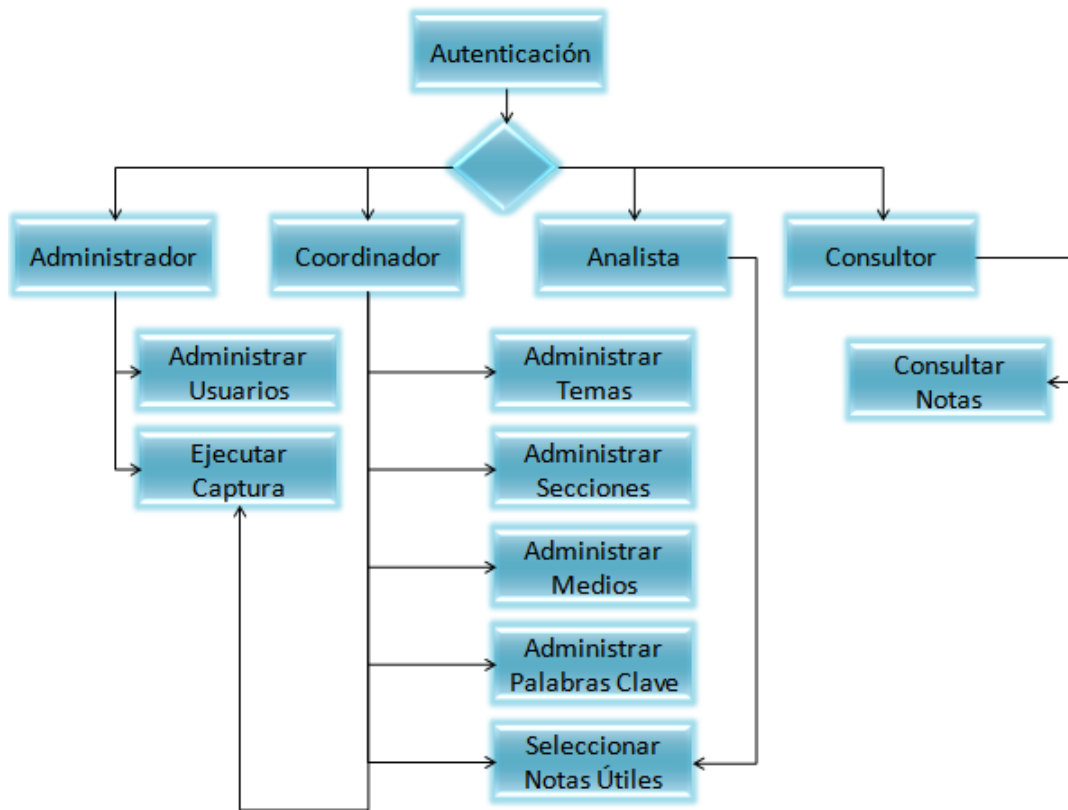 Autenticación
Administrador
Coordinador
Analista
Consultor
Administrar
Usuarios
Ejecutar
Captura
Administrar
Temas
Administrar
Secciones
Administrar
Medios
Administrar
Palabras Clave
Seleccionar
Notas Útiles
Consultar
Notas